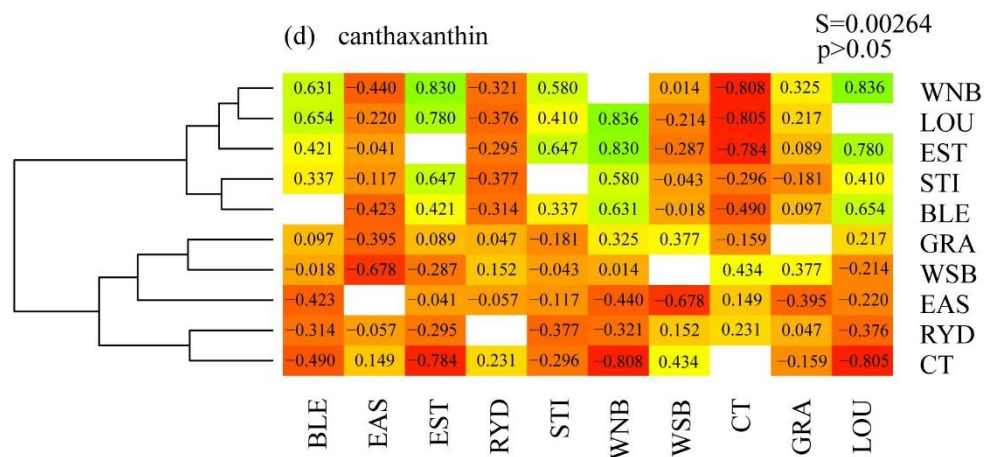 (d) canthaxanthin
S=0.00264
p>0.05
0.631 −0.440 0.830 −0.321 0.580 0.014 −0.808 0.325 0.836 WNB
0.654 −0.220 0.780 −0.376 0.410 0.836 −0.214 −0.805 0.217 LOU
0.421 −0.041 −0.295 0.647 0.830 −0.287 −0.784 0.089 0.780 EST
0.337 −0.117 0.647 −0.377 0.580 −0.043 −0.296 −0.181 0.410 STI
−0.423 0.421 −0.314 0.337 0.631 −0.018 −0.490 0.097 0.654 BLE
0.097 −0.395 0.089 0.047 −0.181 0.325 0.377 −0.159 0.217 GRA
−0.018 −0.678 −0.287 0.152 −0.043 0.014 0.434 0.377 −0.214 WSB
−0.423 −0.041 −0.057 −0.117 −0.440 −0.678 0.149 −0.395 −0.220 EAS
−0.314 −0.057 −0.295 −0.377 −0.321 0.152 0.231 0.047 −0.376 RYD
−0.490 0.149 −0.784 0.231 −0.296 −0.808 0.434 −0.159 −0.805 CT
BLE EAS EST RYD STI WNB WSB CT GRA LOU